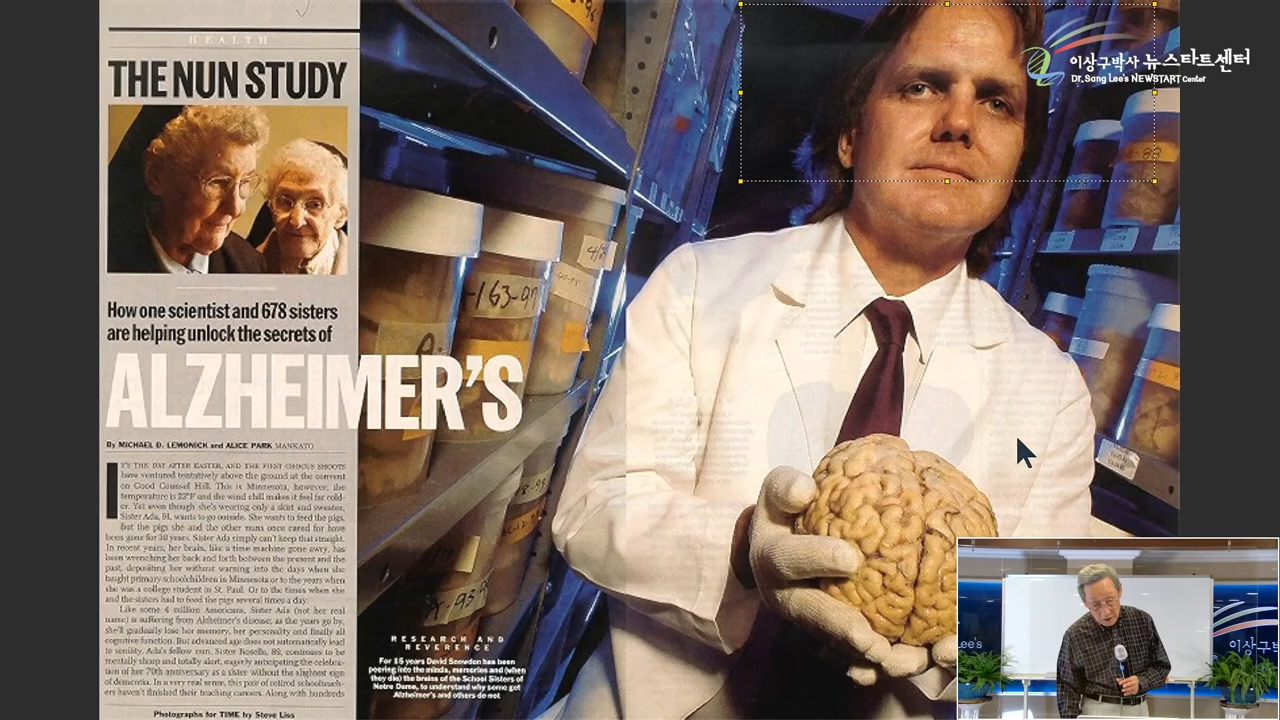 HEALTH
THE NUN STUDY
How one scientist and 678 sisters
are helping unlock the secrets of
ALZHEIMER'S
By MICHAEL D. LEMONICK and ALICE PARK MANKATO
IT'S THE DAY AFTER EASTER, AND THE FIRST CROCUS SHOOTS
have ventured tentatively above the ground at the convent
on Good Counsel Hill. This is Minnesota, however; the
temperature is 23°F and the wind chill makes it feel far cold-
er. Yet even though she's wearing only a skirt and sweater,
Sister Ada, 91, wants to go outside. She wants to feed the pigs.
But the pigs she and the other nuns once cared for have
been gone for 30 years. Sister Ada simply can't keep that straight.
In recent years, her brain, like a time machine gone awry, has
been wrenching her back and forth between the present and the
past, depositing her without warning into the days when she
taught primary schoolchildren in Minnesota or to the years when
she was a college student in St. Paul. Or to the times when she
and the sisters had to feed the pigs several times a day.
Like some 4 million Americans, Sister Ada (not her real
name) is suffering from Alzheimer's disease; as the years go by,
she'll gradually lose her memory, her personality and finally all
cognitive function. But advanced age does not automatically lead
to senility. Ada's fellow nun, Sister Rosella, 89, continues to be
mentally sharp and totally alert, eagerly anticipating the celebra-
tion of her 70th anniversary as a sister without the slightest sign
of dementia. In a very real sense, this pair of retired schoolteach-
ers haven't finished their teaching careers. Along with hundreds
Photographs for TIME by Steve Liss
-163-97
RESEARCH AND
REVERENCE
For 15 years David Snowdon has been
peering into the minds, memories and (when
they die) the brains of the School Sisters of
Notre Dame, to understand why some get
Alzheimer's and others do not
이상구박사 뉴스타트센터
Dr. Sang Lee's NEWSTART Center
Lee's
이상구박